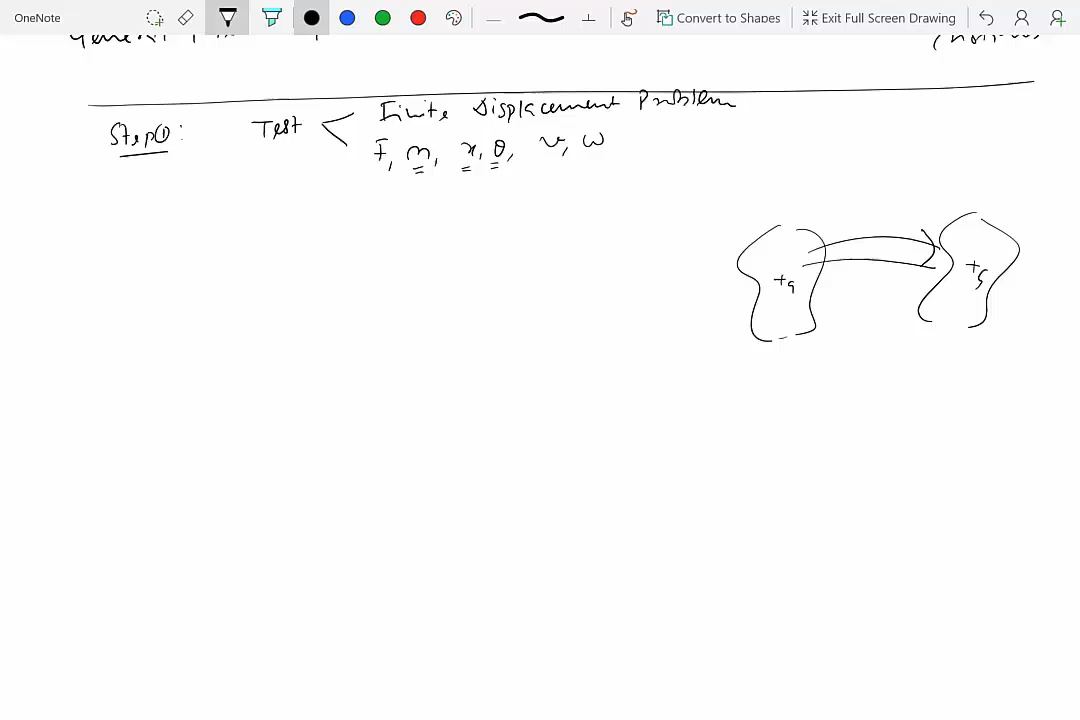 OneNote
Convert to Shapes
Exit Full Screen Drawing
Step①:
Test < Finite Displacement Problem
F, m, x, θ, v, ω
+ +